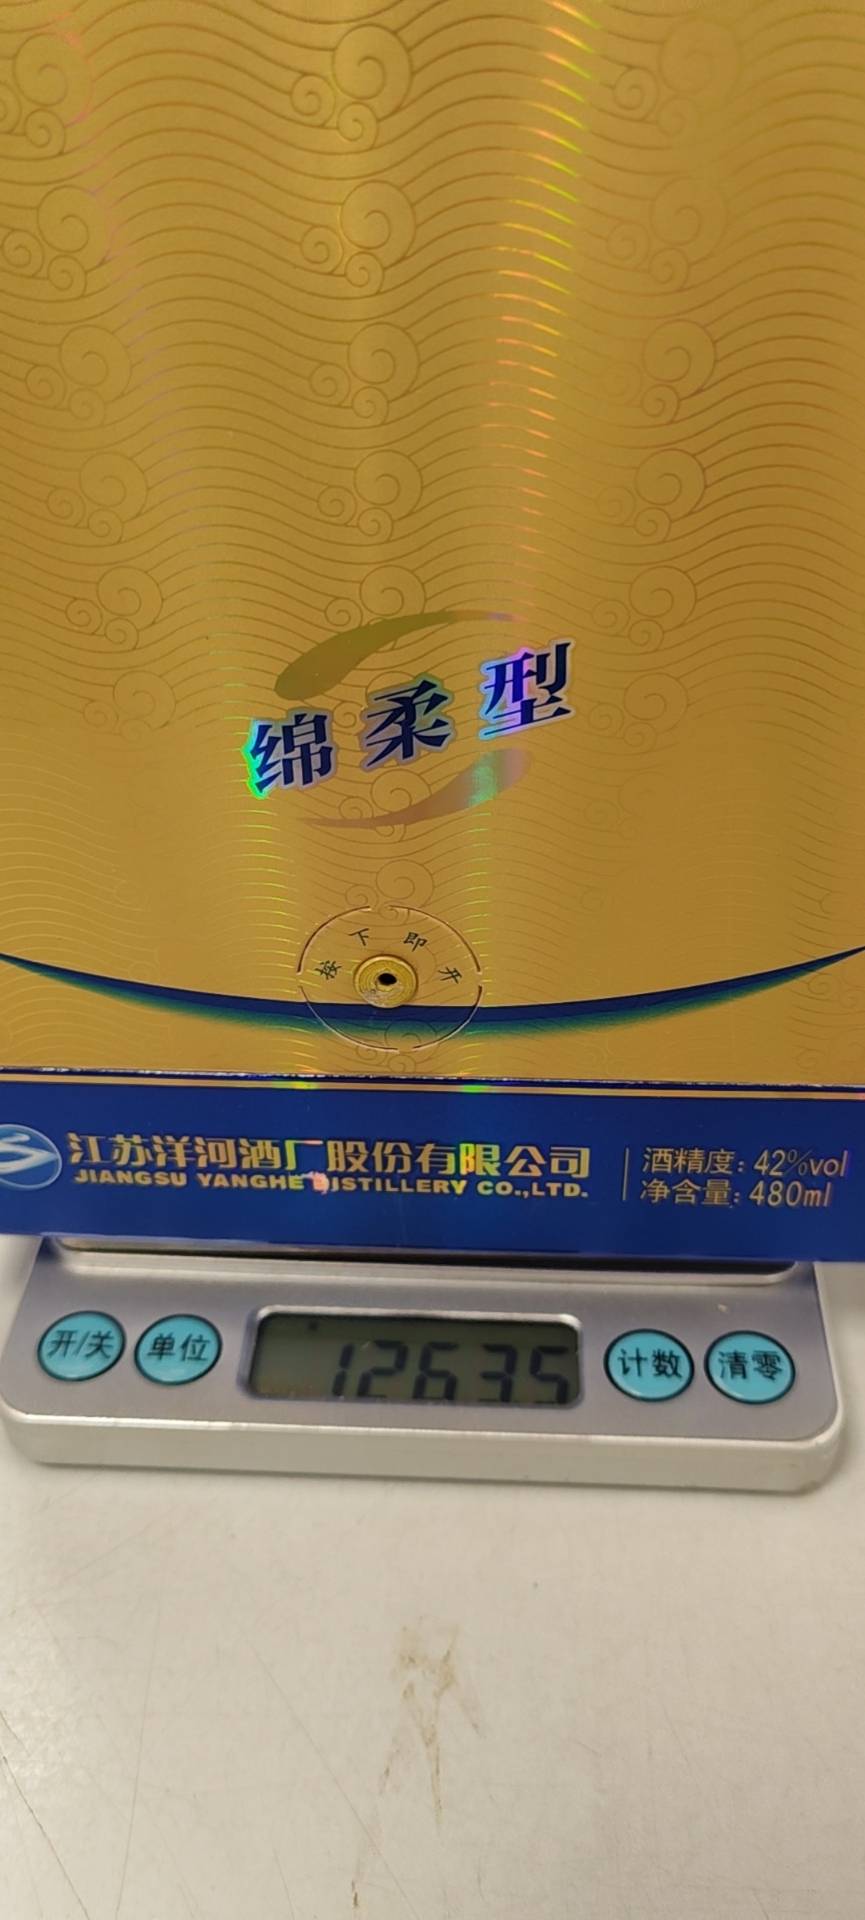 绵柔型
按下即开
江苏洋河酒厂股份有限公司
JIANGSU YANGHE DISTILLERY CO.,LTD.
酒精度: 42%vol
净含量: 480ml
开/关
单位
12635
计数
清零